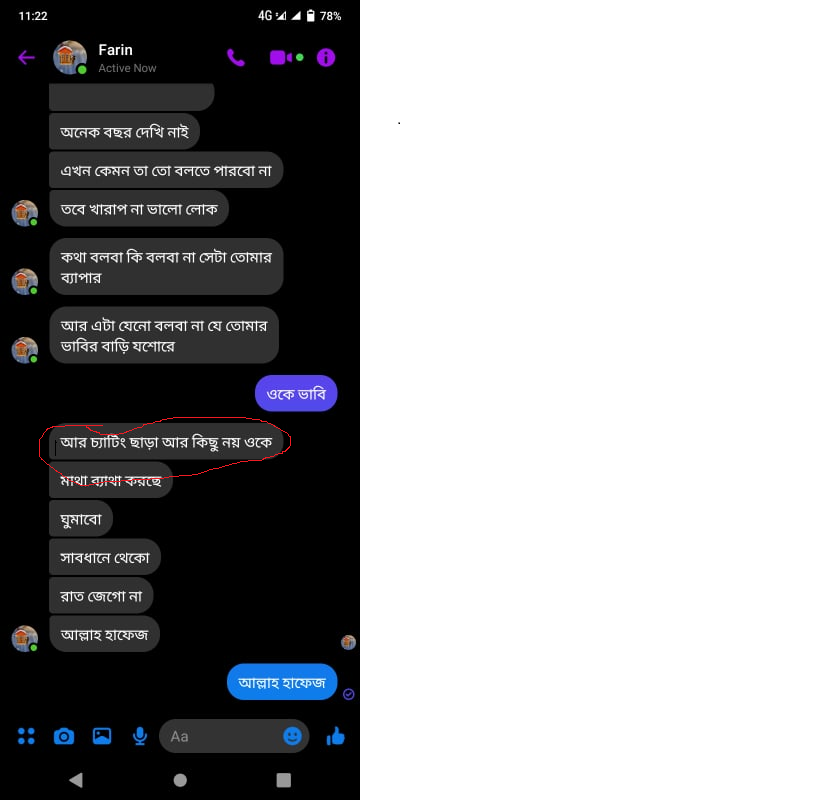 11:22
4G 78%
Farin
Active Now
অনেক বছর দেখি নাই
এখন কেমন তা তো বলতে পারবো না
তবে খারাপ না ভালো লোক
কথা বলবা কি বলবা না সেটা তোমার
ব্যাপার
আর এটা যেনো বলবা না যে তোমার
ভাবির বাড়ি যশোরে
ওকে ভাবি
আর চ্যাটিং ছাড়া আর কিছু নয় ওকে
মাথা ব্যাথা করছে
ঘুমাবো
সাবধানে থেকো
রাত জেগো না
আল্লাহ হাফেজ
আল্লাহ হাফেজ
Aa